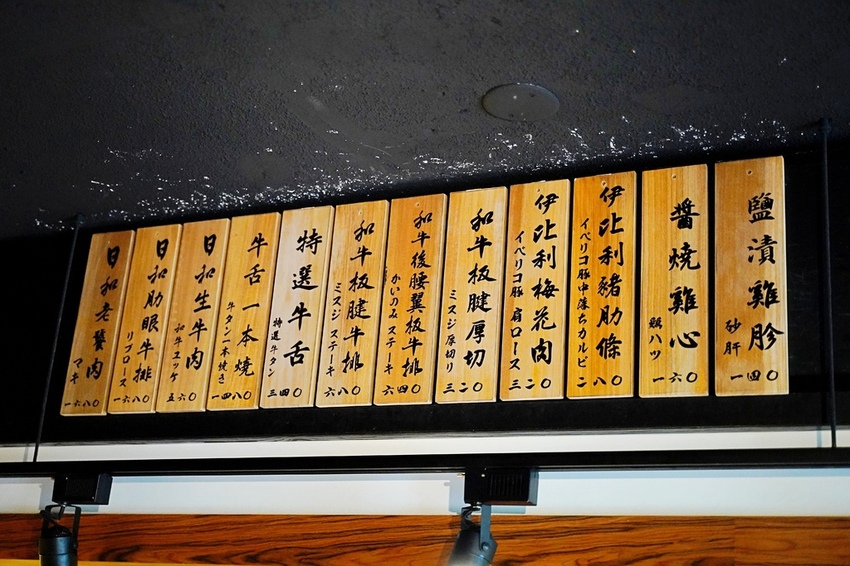 鹽漬雞胗
砂肝
一四〇
醬燒雞心
鶏ハツ
一六〇
伊比利豬肋條
イベリコ豚中落ちカルビ
二八〇
伊比利梅花肉
イベリコ豚肩ロース
三二〇
和牛板腱厚切
ミスジ厚切り
三二〇
和牛後腰翼板牛排
かいのみステーキ
六四〇
和牛板腱牛排
ミスジステーキ
六八〇
特選牛舌
特選牛タン
三四〇
牛舌一本燒
牛タン一本焼き
一四八〇
日和生牛肉
和牛ユッケ
五六〇
日和肋眼牛排
リブロース
一六八〇
日和老饕肉
マキ
一六八〇